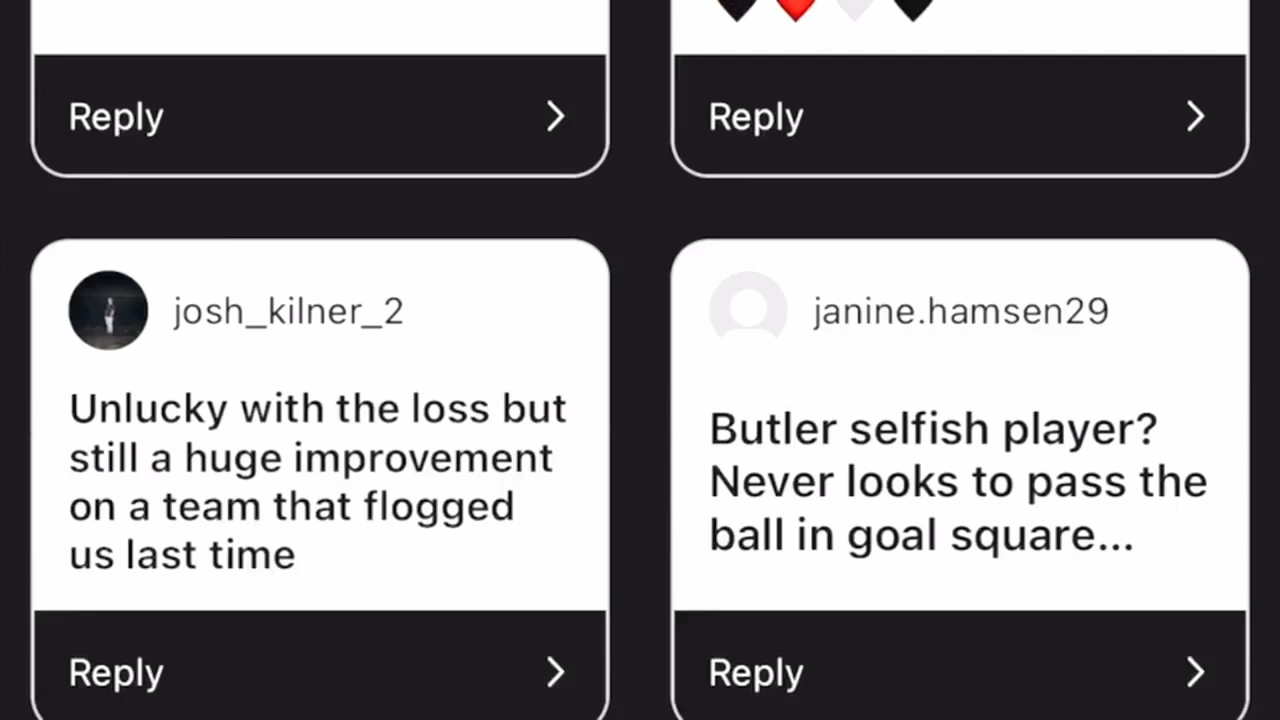 Reply
Reply
josh_kilner_2
Unlucky with the loss but
still a huge improvement
on a team that flogged
us last time
Reply
janine.hamsen29
Butler selfish player?
Never looks to pass the
ball in goal square...
Reply